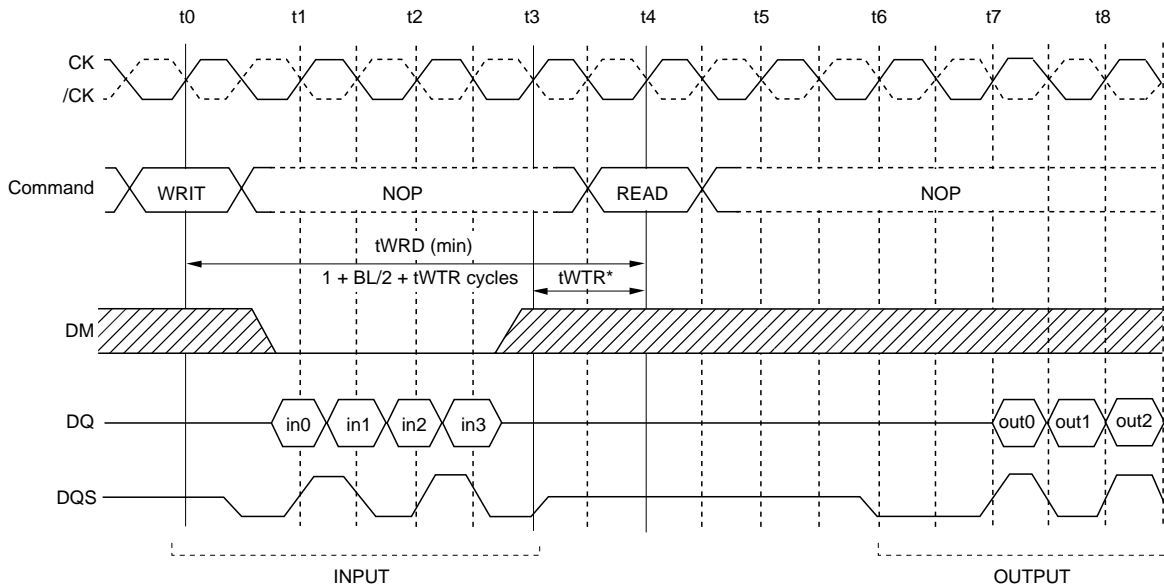 t0 t1 t2 t3 t4 t5 t6 t7 t8
CK
/CK
Command WRIT NOP READ NOP
tWRD (min)
1 + BL/2 + tWTR cycles tWTR*
DM
DQ in0 in1 in2 in3 out0 out1 out2
DQS
INPUT OUTPUT